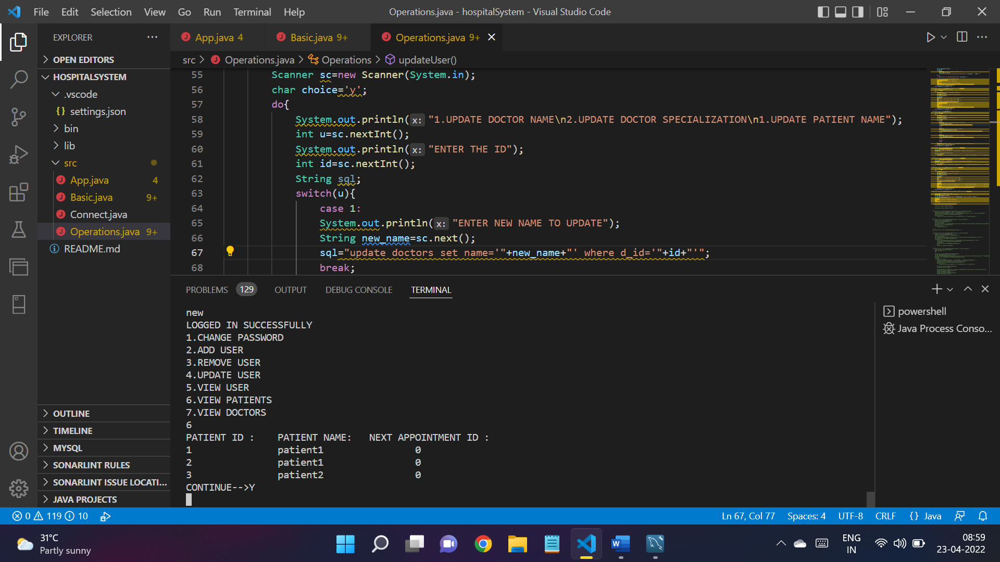 File Edit Selection View Go Run Terminal Help
Operations.java - hospitalSystem - Visual Studio Code
EXPLORER
OPEN EDITORS
HOSPITALSYSTEM
.vscode
{} settings.json
bin
lib
src
App.java 4
Basic.java 9+
Connect.java
Operations.java 9+
README.md
OUTLINE
TIMELINE
MYSQL
SONARLINT RULES
SONARLINT ISSUE LOCATI...
JAVA PROJECTS
App.java 4 Basic.java 9+ Operations.java 9+
src > Operations.java > Operations > updateUser()
55 Scanner sc=new Scanner(System.in);
56 char choice='y';
57 do{
58 System.out.println(x: "1.UPDATE DOCTOR NAME\n2.UPDATE DOCTOR SPECIALIZATION\n1.UPDATE PATIENT NAME");
59 int u=sc.nextInt();
60 System.out.println(x: "ENTER THE ID");
61 int id=sc.nextInt();
62 String sql;
63 switch(u){
64 case 1:
65 System.out.println(x: "ENTER NEW NAME TO UPDATE");
66 String new_name=sc.next();
67 sql="update doctors set name='"+new_name+"' where d_id='"+id+"'";
68 break;
PROBLEMS 129 OUTPUT DEBUG CONSOLE TERMINAL
new
LOGGED IN SUCCESSFULLY
1.CHANGE PASSWORD
2.ADD USER
3.REMOVE USER
4.UPDATE USER
5.VIEW USER
6.VIEW PATIENTS
7.VIEW DOCTORS
6
PATIENT ID : PATIENT NAME: NEXT APPOINTMENT ID :
1 patient1 0
2 patient1 0
3 patient2 0
CONTINUE-->Y
powershell
Java Process Conso...
0 119 10
Ln 67, Col 77 Spaces: 4 UTF-8 CRLF {} Java
31°C
Partly sunny
ENG
IN
08:59
23-04-2022